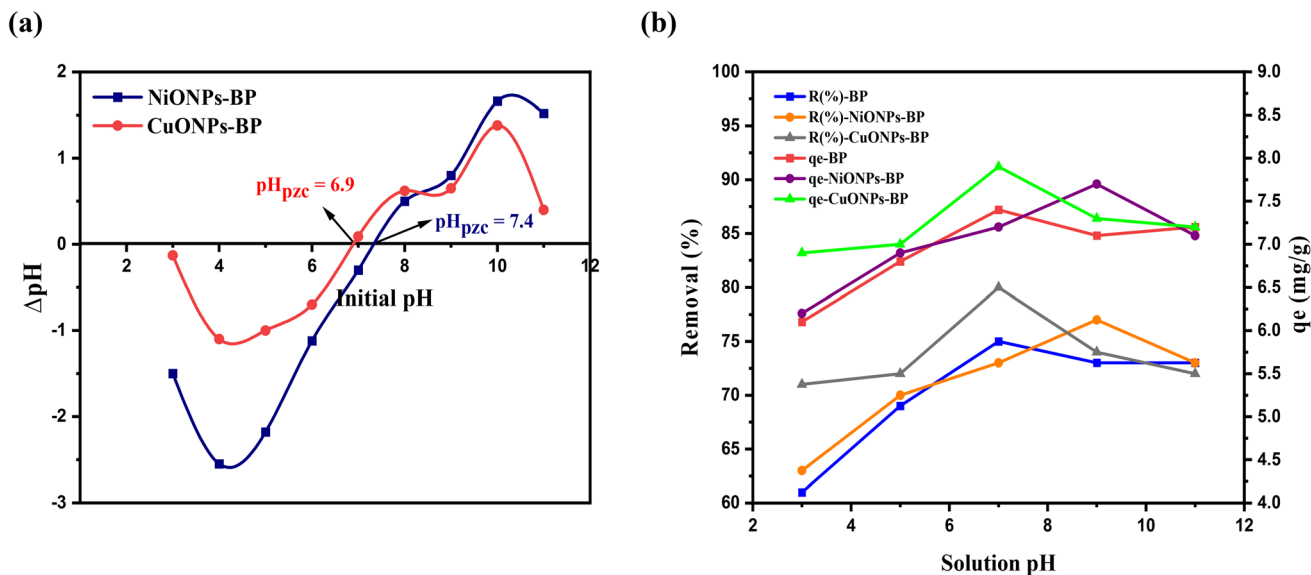 (a)
2
1
0
-1
-2
-3
2
4
6
8
10
12
ΔpH
Initial pH
NiONPs-BP
CuONPs-BP
pHpzc = 6.9
pHpzc = 7.4
(b)
100
95
90
85
80
75
70
65
60
Removal (%)
R(%)-BP
R(%)-NiONPs-BP
R(%)-CuONPs-BP
qe-BP
qe-NiONPs-BP
qe-CuONPs-BP
2
4
6
8
10
12
Solution pH
9.0
8.5
8.0
7.5
7.0
6.5
6.0
5.5
5.0
4.5
4.0
qe (mg/g)